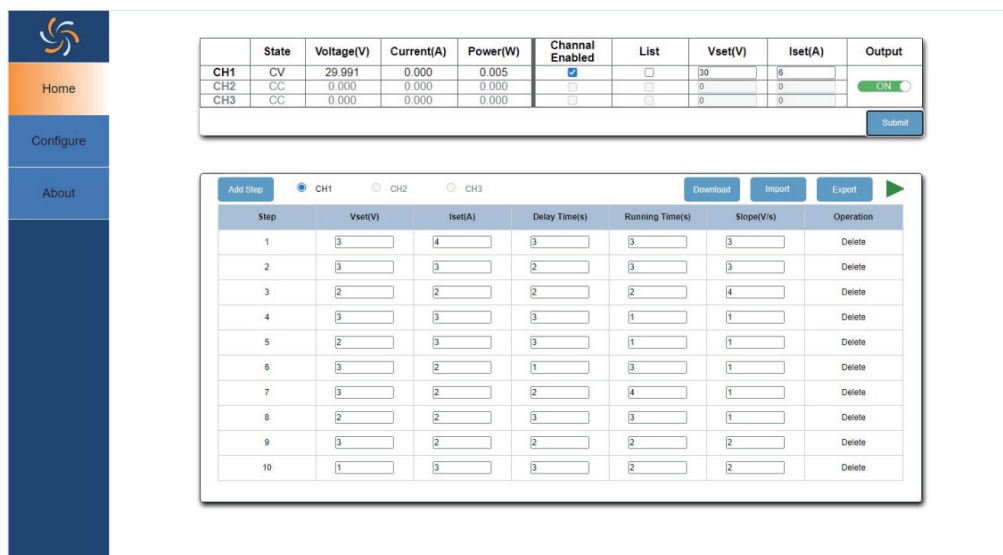 State Voltage(V) Current(A) Power(W) Channal Enabled List Vset(V) Iset(A) Output
CH1 CV 29.991 0.000 0.005 30 6
CH2 CC 0.000 0.000 0.000 0 0 ON
CH3 CC 0.000 0.000 0.000 0 0
Submit
Home
Configure
About
Add Step CH1 CH2 CH3 Download Import Export
Step Vset(V) Iset(A) Delay Time(s) Running Time(s) Slope(V/s) Operation
1 3 4 3 3 3 Delete
2 3 3 2 3 3 Delete
3 2 2 2 2 4 Delete
4 3 3 3 1 1 Delete
5 2 3 3 1 1 Delete
6 3 2 1 3 1 Delete
7 3 2 2 4 1 Delete
8 2 2 3 3 1 Delete
9 3 2 2 2 2 Delete
10 1 3 3 2 2 Delete